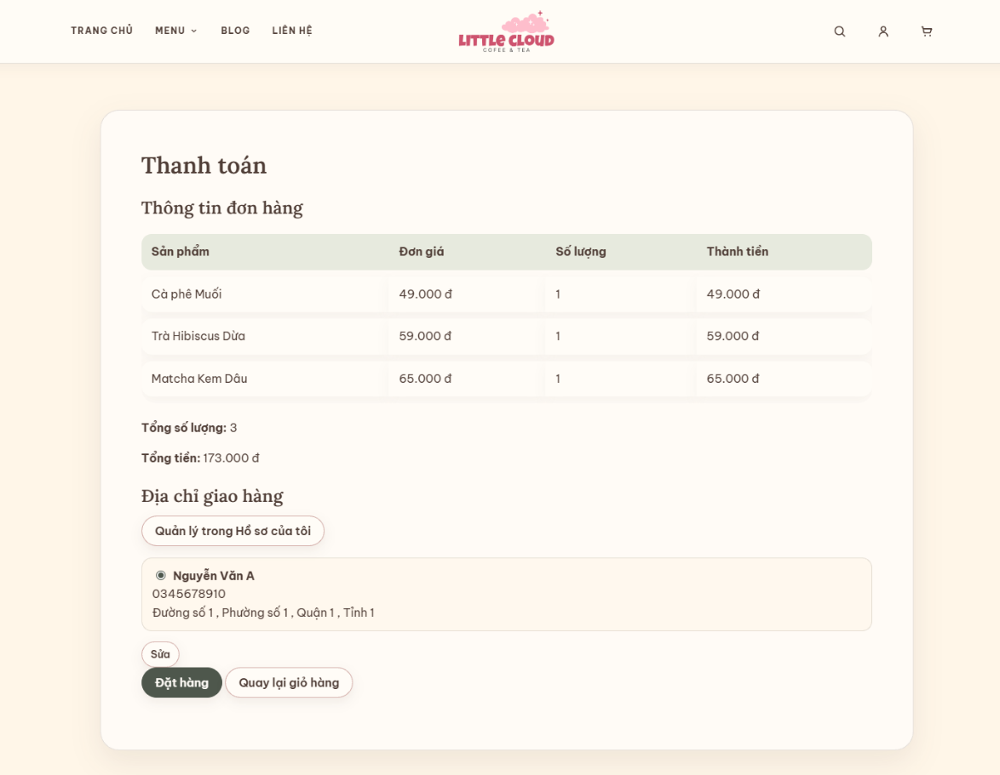 TRANG CHỦ MENU BLOG LIÊN HỆ
LITTLE CLOUD
COFEE & TEA
Thanh toán
Thông tin đơn hàng
Sản phẩm Đơn giá Số lượng Thành tiền
Cà phê Muối 49.000 đ 1 49.000 đ
Trà Hibiscus Dừa 59.000 đ 1 59.000 đ
Matcha Kem Dâu 65.000 đ 1 65.000 đ
Tổng số lượng: 3
Tổng tiền: 173.000 đ
Địa chỉ giao hàng
Quản lý trong Hồ sơ của tôi
Nguyễn Văn A
0345678910
Đường số 1 , Phường số 1 , Quận 1 , Tỉnh 1
Sửa
Đặt hàng Quay lại giỏ hàng